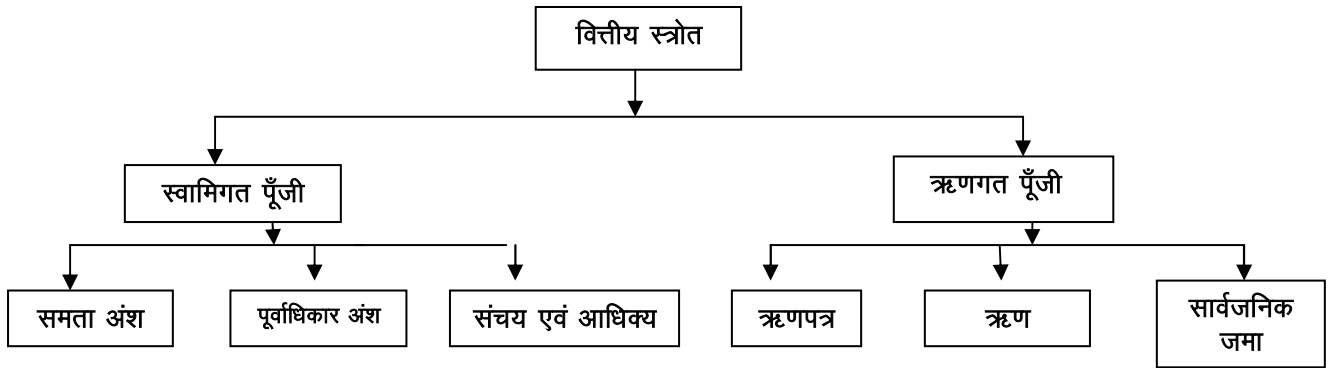 वित्तीय स्त्रोत
स्वामिगत पूँजी
ऋणगत पूँजी
समता अंश
पूर्वाधिकार अंश
संचय एवं आधिक्य
ऋणपत्र
ऋण
सार्वजनिक
जमा